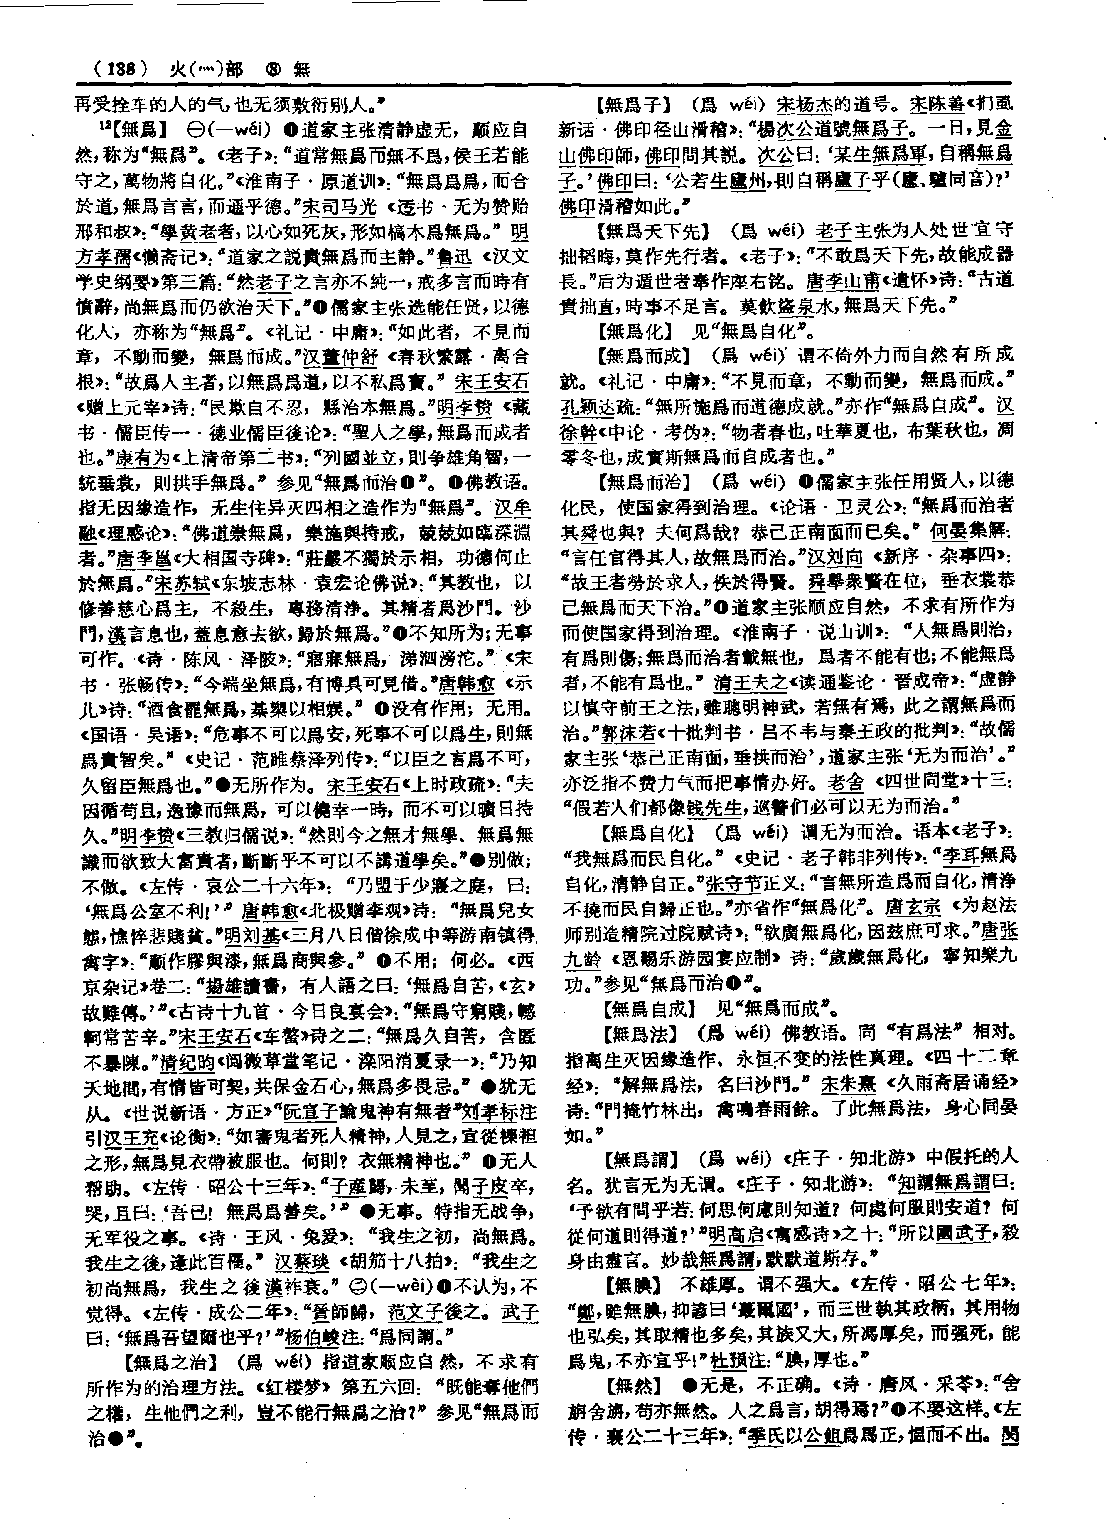 (138) 火(灬)部 ⑧ 無
再受拴车的人的气,也无须敷衍别人。”
¹²【無爲】 ㊀(—wéi) ❶道家主张清静虚无，顺应自
然,称为“無爲”。《老子》:“道常無爲而無不爲,侯王若能
守之,萬物將自化。”《淮南子·原道训》:“無爲爲爲,而合
於道,無爲言言,而通乎德。”宋司马光《迂书·无为赞贻
邢和叔》:“學黄老者,以心如死灰,形如槁木爲無爲。”明
方孝孺《懒斋记》:“道家之説貴無爲而主静。”鲁迅《汉文
学史纲要》第三篇:“然老子之言亦不純一,戒多言而時有
憤辭,尚無爲而仍欲治天下。”儒家主张选能任贤,以德
化人，亦称为“無爲”。《礼记·中庸》:“如此者，不見而
章，不動而變，無爲而成。”汉董仲舒《春秋繁露·离合
根》:“故爲人主者,以無爲爲道,以不私爲寶。”宋王安石
《赠上元宰》诗:“民欺自不忍，縣治本無爲。”明李贽《藏
书·儒臣传一·德业儒臣後论》:“聖人之學,無爲而成者
也。”康有为《上清帝第二书》:“列國並立,則争雄角智,一
統垂裳，則拱手無爲。”参见“無爲而治❶”。佛教语。
指无因缘造作，无生住异灭四相之造作为“無爲”。汉牟
融《理惑论》:“佛道崇無爲，樂施與持戒，兢兢如臨深淵
者。”唐李邕《大相国寺碑》:“莊嚴不獨於示相，功德何止
於無爲。”宋苏轼《东坡志林·袁宏论佛说》:“其教也，以
修善慈心爲主，不殺生，專務清浄。其精者爲沙門。沙
門,漢言息也,蓋息意去欲,歸於無爲。”不知所为;无事
可作。《诗·陈风·泽陂》:“寤寐無爲，涕泗滂沱。”《宋
书·张畅传》:“今端坐無爲,有博具可見借。”唐韩愈《示
儿》诗:“酒食罷無爲,棊槊以相娱。”没有作用；无用。
《国语·吴语》:“危事不可以爲安,死事不可以爲生,則無
爲貴智矣。”《史记·范雎蔡泽列传》:“以臣之言爲不可，
久留臣無爲也。”无所作为。宋王安石《上时政疏》:“夫
因循苟且,逸豫而無爲，可以僥幸一時，而不可以曠日持
久。”明李贽《三教归儒说》:“然則今之無才無學、無爲無
識而欲致大富貴者,斷斷乎不可以不講道學矣。”别做;
不做。《左传·哀公二十六年》:“乃盟于少寢之庭，曰:
‘無爲公室不利!’”唐韩愈《北极赠李观》诗:“無爲兒女
態,憔悴悲賤貧。”明刘基《三月八日偕徐成中等游南镇得
禽字》:“願作膠與漆,無爲商與參。”不用；何必。《西
京杂记》卷二:“揚雄讀書，有人語之曰:‘無爲自苦,《玄》
故難傳。’”《古诗十九首·今日良宴会》:“無爲守窮賤,轗
軻常苦辛。”宋王安石《车螯》诗之二:“無爲久自苦，含匿
不暴陳。”清纪昀《阅微草堂笔记·滦阳消夏录一》:“乃知
天地間,有情皆可契,共保金石心,無爲多畏忌。”犹无
从。《世说新语·方正》“阮宣子論鬼神有無者”刘孝标注
引汉王充《论衡》:“如審鬼者死人精神,人見之,宜從裸袒
之形,無爲見衣帶被服也。何則? 衣無精神也。”无人
帮助。《左传·昭公十三年》:“子產歸,未至,聞子皮卒,
哭,且曰:‘吾已! 無爲爲善矣。’”无事。特指无战争，
无军役之事。《诗·王风·兔爰》:“我生之初，尚無爲。
我生之後,逢此百罹。”汉蔡琰《胡笳十八拍》:“我生之
初尚無爲，我生之後漢祚衰。”㊁(—wèi)❶不认为,不
觉得。《左传·成公二年》:“晋師歸，范文子後之。武子
曰:‘無爲吾望爾也乎?’”杨伯峻注:“爲同謂。”
【無爲之治】 (爲 wéi) 指道家顺应自然，不求有
所作为的治理方法。《红楼梦》第五六回:“既能奪他們
之權，生他們之利，豈不能行無爲之治?”参见“無爲而
治”。
【無爲子】 (爲 wéi) 宋杨杰的道号。宋陈善《扪虱
新话·佛印径山滑稽》:“楊次公道號無爲子。一日,見金
山佛印師,佛印問其説。次公曰:‘某生無爲軍,自稱無爲
子。’佛印曰:‘公若生廬州,則自稱廬子乎(廬、驢同音)?’
佛印滑稽如此。”
【無爲天下先】 (爲 wéi) 老子主张为人处世宜守
拙韬晦,莫作先行者。《老子》:“不敢爲天下先,故能成器
長。”后为遁世者奉作座右铭。唐李山甫《遣怀》诗:“古道
貴拙直,時事不足言。莫飲盜泉水,無爲天下先。”
【無爲化】 见“無爲自化”。
【無爲而成】 (爲 wéi) 谓不倚外力而自然有所成
就。《礼记·中庸》:“不見而章，不動而變，無爲而成。”
孔颖达疏:“無所施爲而道德成就。”亦作“無爲自成”。汉
徐幹《中论·考伪》:“物者春也,吐華夏也，布葉秋也，凋
零冬也,成實斯無爲而自成者也。”
【無爲而治】 (爲 wéi) ❶儒家主张任用贤人,以德
化民，使国家得到治理。《论语·卫灵公》:“無爲而治者
其舜也與? 夫何爲哉? 恭己正南面而已矣。”何晏集解:
“言任官得其人,故無爲而治。”汉刘向《新序·杂事四》:
“故王者勞於求人,佚於得賢。舜舉衆賢在位，垂衣裳恭
己無爲而天下治。”道家主张顺应自然，不求有所作为
而使国家得到治理。《淮南子·说山训》:“人無爲則治，
有爲則傷;無爲而治者載無也，爲者不能有也;不能無爲
者,不能有爲也。”清王夫之《读通鉴论·晋成帝》:“虚静
以慎守前王之法,雖聰明神武，若無有焉，此之謂無爲而
治。”郭沫若《十批判书·吕不韦与秦王政的批判》:“故儒
家主张‘恭己正南面,垂拱而治’,道家主张‘无为而治’。”
亦泛指不费力气而把事情办好。老舍《四世同堂》十三:
“假若人们都像钱先生,巡警们必可以无为而治。”
【無爲自化】 (爲 wéi) 谓无为而治。语本《老子》:
“我無爲而民自化。”《史记·老子韩非列传》:“李耳無爲
自化,清静自正。”张守节正义:“言無所造爲而自化,清浄
不撓而民自歸正也。”亦省作“無爲化”。唐玄宗《为赵法
师别造精院过院赋诗》:“欲廣無爲化,因兹庶可求。”唐张
九龄《恩赐乐游园宴应制》诗:“歲歲無爲化，寧知樂九
功。”参见“無爲而治”。
【無爲自成】 见“無爲而成”。
【無爲法】 (爲 wéi) 佛教语。同“有爲法”相对。
指离生灭因缘造作、永恒不变的法性真理。《四十二章
经》:“解無爲法，名曰沙門。”宋朱熹《久雨斋居诵经》
诗:“門掩竹林出，禽鳴春雨餘。了此無爲法，身心同晏
如。”
【無爲謂】 (爲 wéi) 《庄子·知北游》中假托的人
名。犹言无为无谓。《庄子·知北游》:“知謂無爲謂曰:
‘予欲有問乎若:何思何慮則知道? 何處何服則安道? 何
從何道則得道?’”明高启《寓感诗》之十:“所以國武子,殺
身由盡言。妙哉無爲謂,默默道斯存。”
【無腆】 不雄厚。谓不强大。《左传·昭公七年》:
“鄭,雖無腆,抑諺曰‘蕞爾國’，而三世執其政柄，其用物
也弘矣,其取精也多矣,其族又大,所馮厚矣，而强死，能
爲鬼,不亦宜乎!”杜预注:“腆,厚也。”
【無然】 无是，不正确。《诗·唐风·采苓》:“舍
旃舍旃,苟亦無然。人之爲言,胡得焉?”不要这样。《左
传·襄公二十三年》:“季氏以公鉏爲馬正,愠而不出。閔